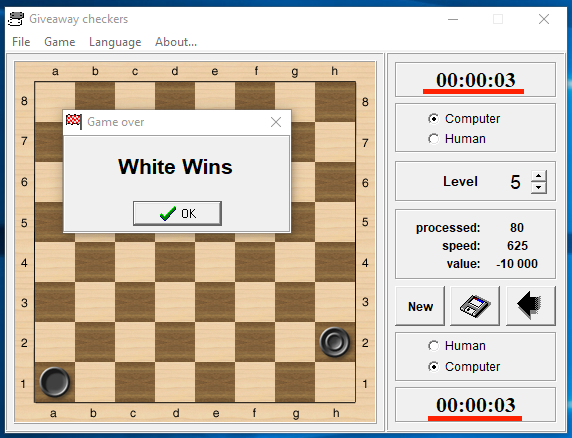 Giveaway checkers
File Game Language About...
a b c d e f g h
8 8
7 7
6 6
5 5
4 4
3 3
2 2
1 1
a b c d e f g h
Game over
White Wins
OK
00:00:03
Computer
Human
Level 5
processed: 80
speed: 625
value: -10 000
New
Human
Computer
00:00:03